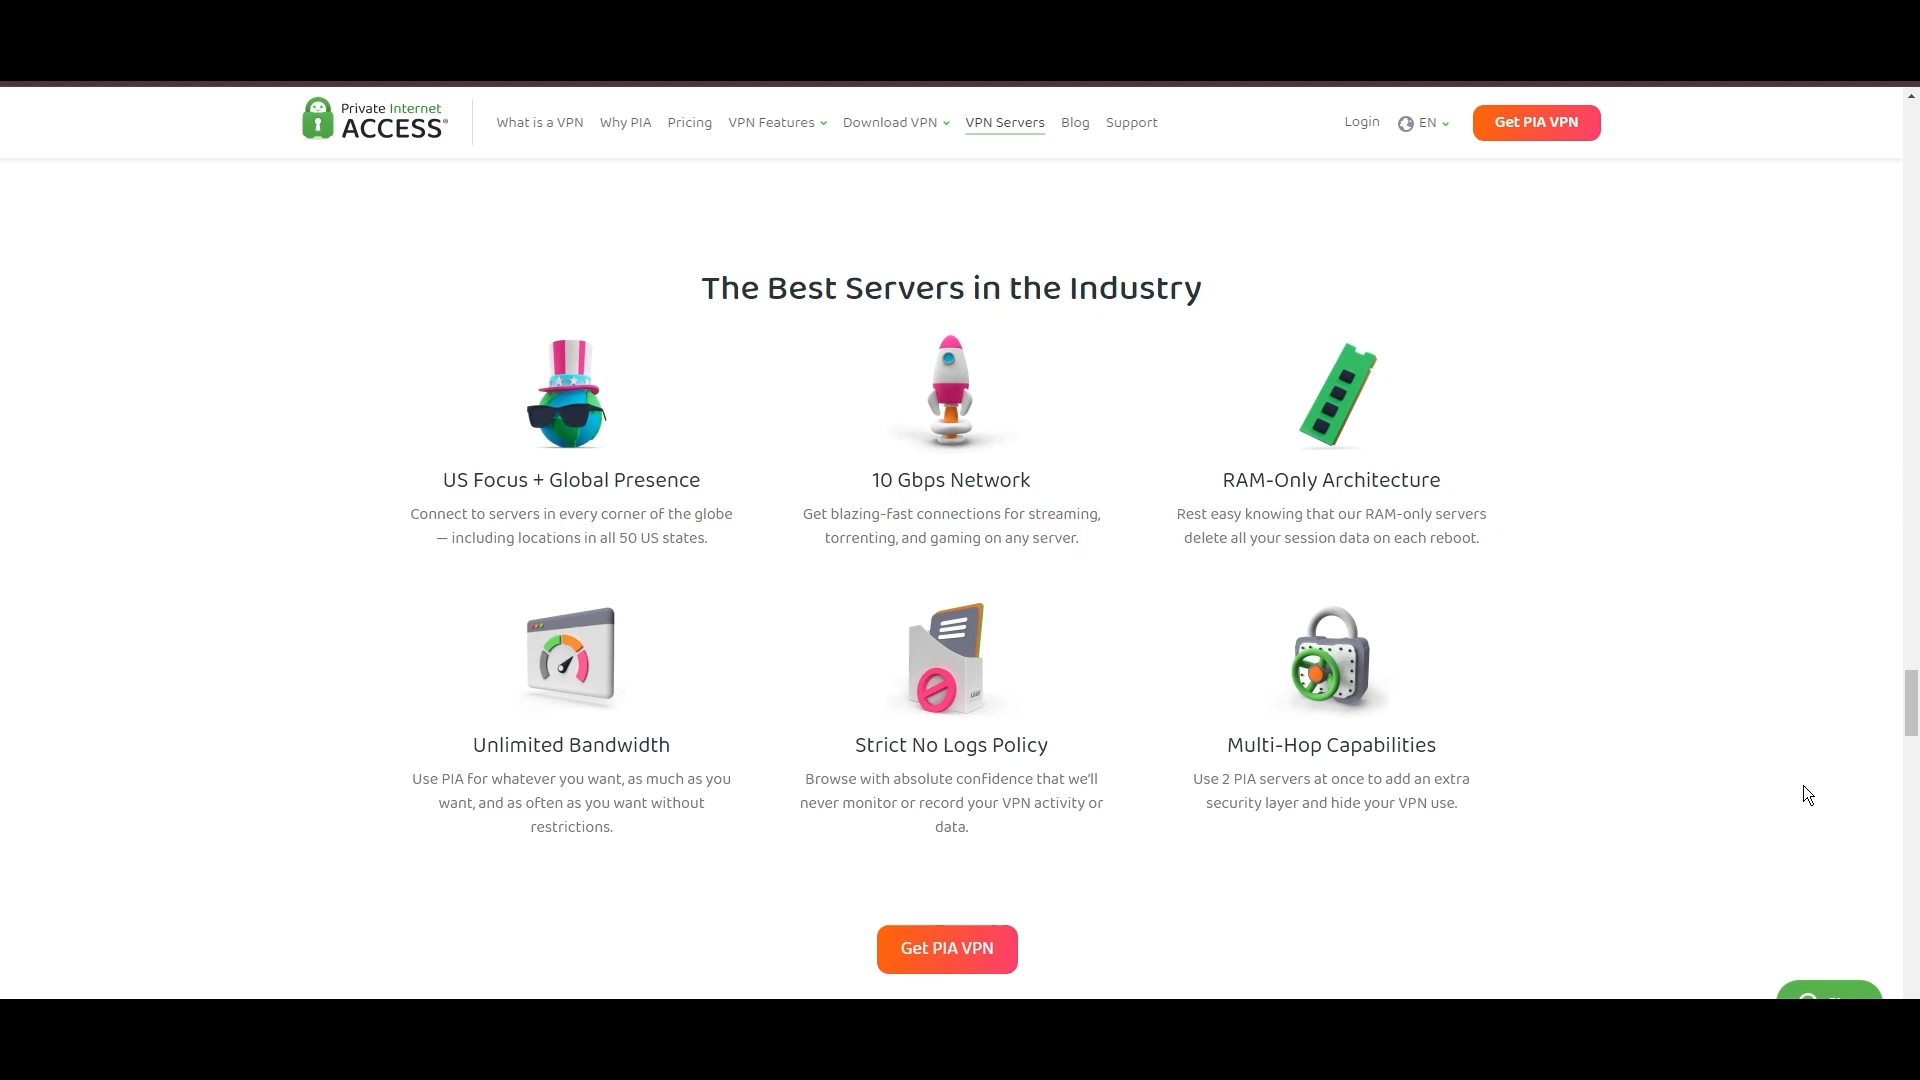 Private Internet
ACCESS®
What is a VPN
Why PIA
Pricing
VPN Features
Download VPN
VPN Servers
Blog
Support
Login
EN
Get PIA VPN
The Best Servers in the Industry
US Focus + Global Presence
Connect to servers in every corner of the globe
— including locations in all 50 US states.
10 Gbps Network
Get blazing-fast connections for streaming,
torrenting, and gaming on any server.
RAM-Only Architecture
Rest easy knowing that our RAM-only servers
delete all your session data on each reboot.
Unlimited Bandwidth
Use PIA for whatever you want, as much as you
want, and as often as you want without
restrictions.
Strict No Logs Policy
Browse with absolute confidence that we'll
never monitor or record your VPN activity or
data.
Multi-Hop Capabilities
Use 2 PIA servers at once to add an extra
security layer and hide your VPN use.
Get PIA VPN